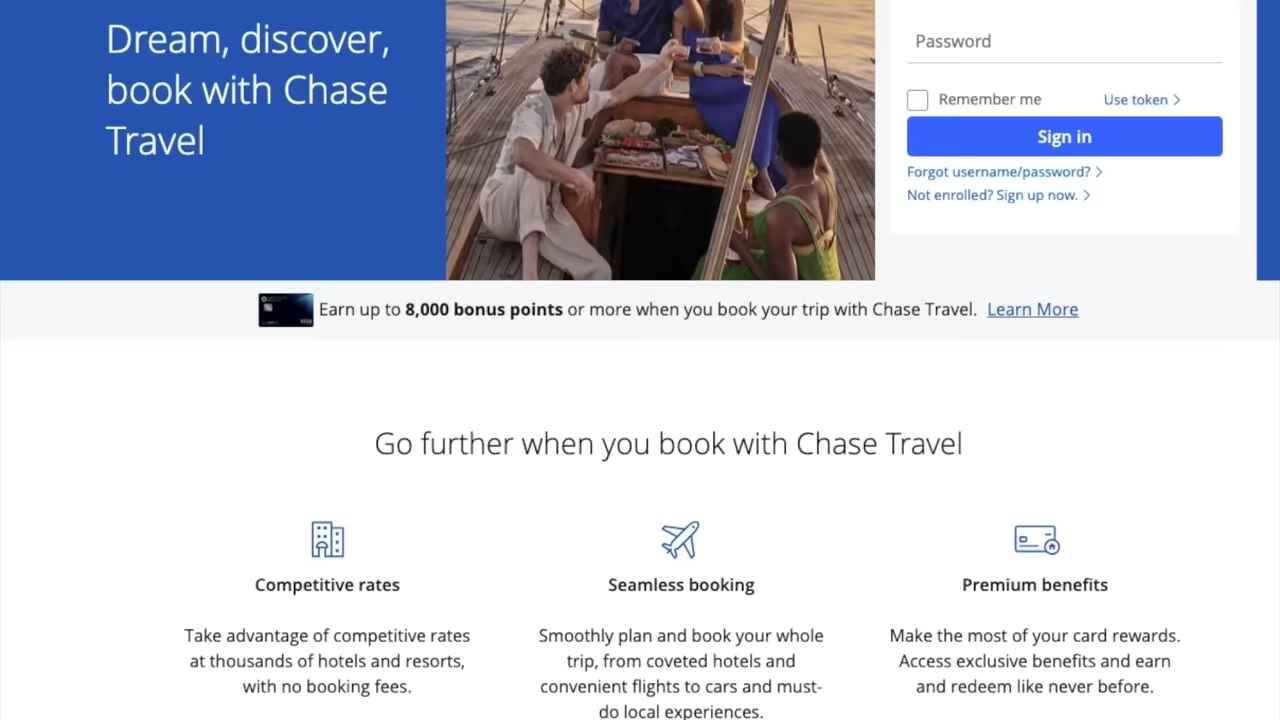 Dream, discover,
book with Chase
Travel
Password
Remember me
Use token
Sign in
Forgot username/password?
Not enrolled? Sign up now.
Earn up to 8,000 bonus points or more when you book your trip with Chase Travel. Learn More
Go further when you book with Chase Travel
Competitive rates
Take advantage of competitive rates
at thousands of hotels and resorts,
with no booking fees.
Seamless booking
Smoothly plan and book your whole
trip, from coveted hotels and
convenient flights to cars and must-
do local experiences.
Premium benefits
Make the most of your card rewards.
Access exclusive benefits and earn
and redeem like never before.